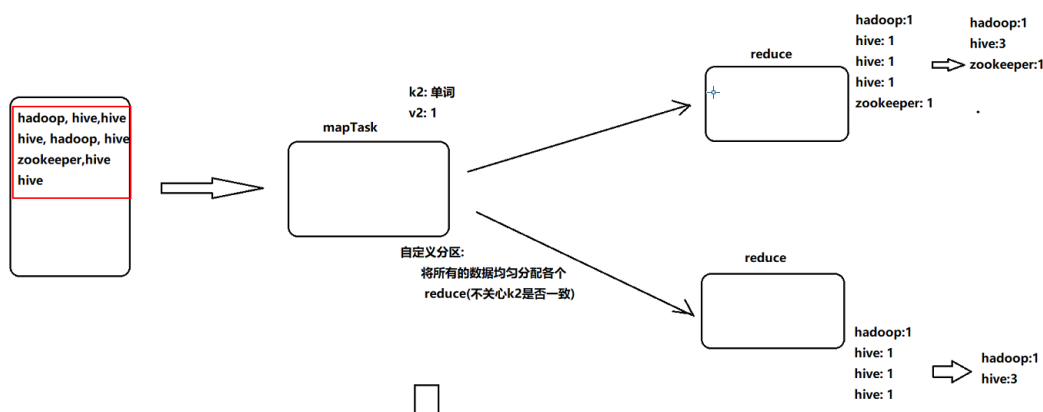 hadoop, hive,hive
hive, hadoop, hive
zookeeper,hive
hive
mapTask
k2: 单词
v2: 1
自定义分区:
将所有的数据均匀分配各个
reduce(不关心k2是否一致)
reduce
hadoop:1
hive: 1
hive: 1
hive: 1
zookeeper: 1
hadoop:1
hive:3
zookeeper:1
reduce
hadoop:1
hive: 1
hive: 1
hive: 1
hadoop:1
hive:3